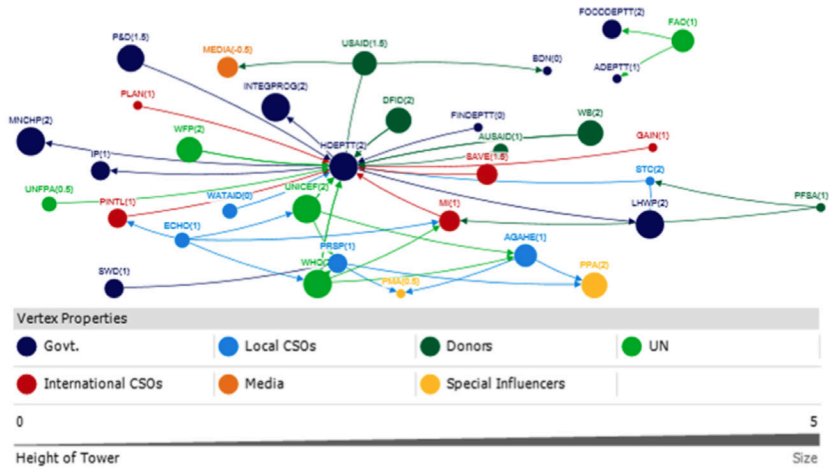 FOOCDEPTT(2)
FAO(1)
P&D(1.5)
MEDIA(-0.5)
USAID(1.5)
BDN(0)
ADEPTT(1)
INTEGPROG(2)
PLAN(1)
DFID(2)
FINDEPTT(0)
WB(2)
MNCHP(2)
WFP(2)
HDEPTT(2)
AUSAID(1)
GAIN(1)
IP(1)
SAVE(1.5)
STC(2)
UNFPA(0.5)
UNICEF(2)
PINTL(1)
WATAID(0)
MI(1)
LHWP(2)
PFSA(1)
ECHO(1)
PRSP(1)
AGAHE(1)
SWD(1)
PMA(0.5)
PPA(2)
Vertex Properties
Govt. Local CSOs Donors UN
International CSOs Media Special Influencers
0 5
Height of Tower Size